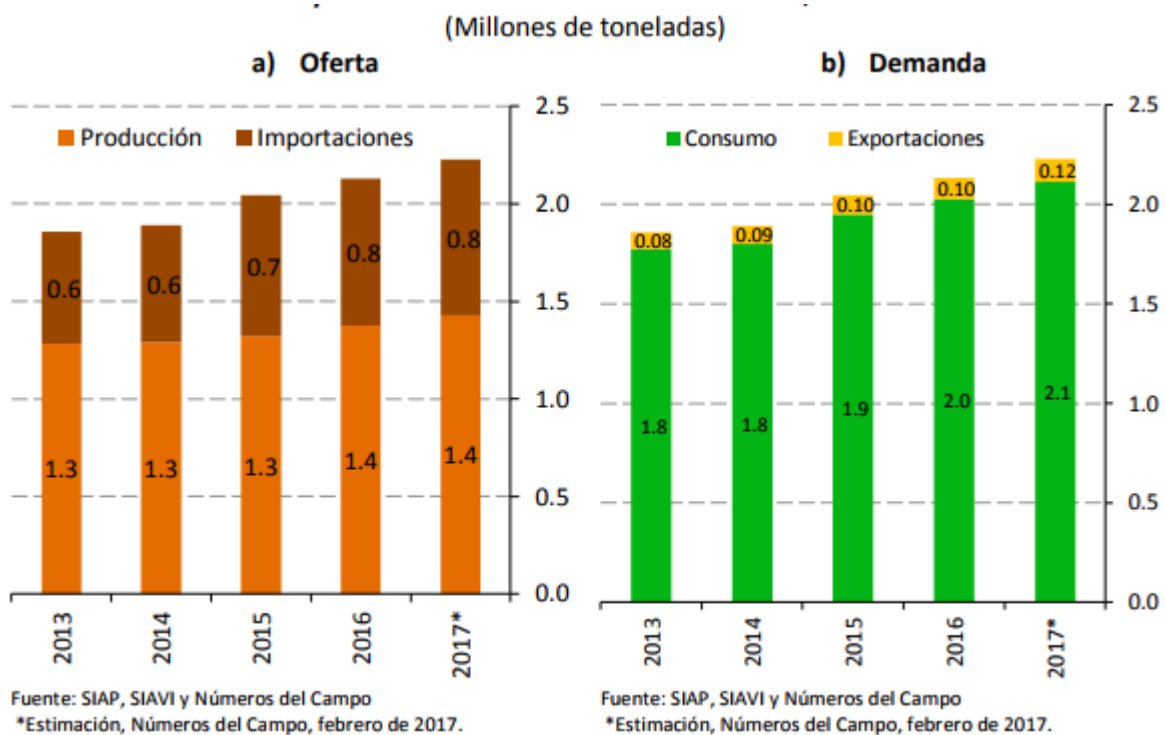 (Millones de toneladas)
a) Oferta
Producción Importaciones
2.5
2.0
1.5
1.0
0.5
0.0
0.6 0.6 0.7 0.8 0.8
1.3 1.3 1.3 1.4 1.4
2013 2014 2015 2016 2017*
Fuente: SIAP, SIAVI y Números del Campo
*Estimación, Números del Campo, febrero de 2017.
b) Demanda
Consumo Exportaciones
2.5
2.0
1.5
1.0
0.5
0.0
0.08 0.09 0.10 0.10 0.12
1.8 1.8 1.9 2.0 2.1
2013 2014 2015 2016 2017*
Fuente: SIAP, SIAVI y Números del Campo
*Estimación, Números del Campo, febrero de 2017.